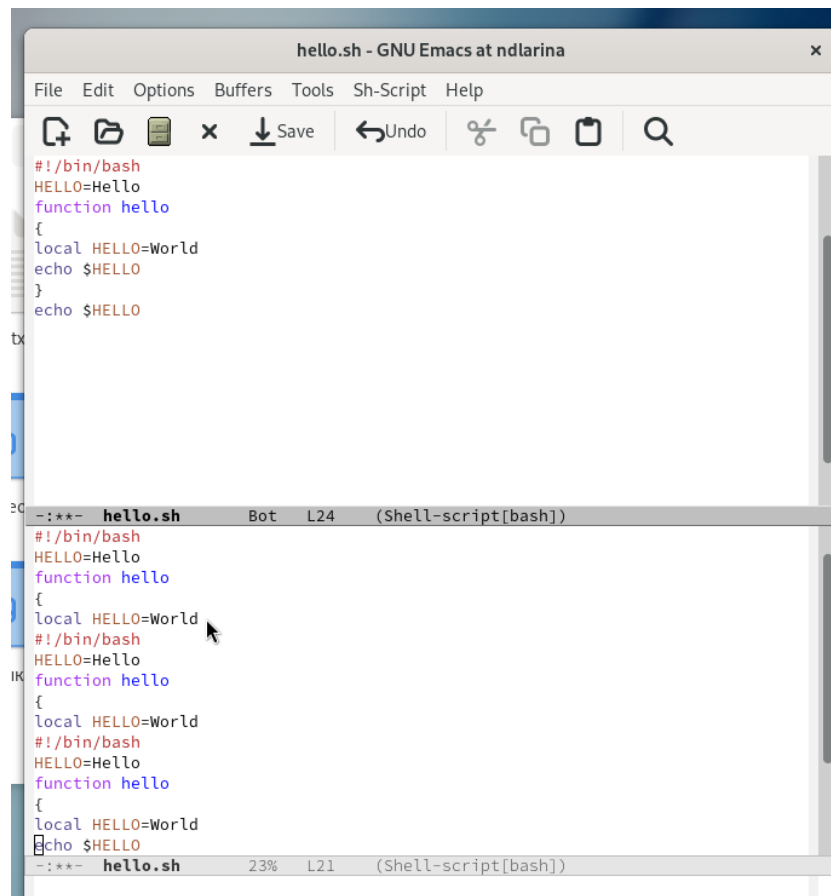 hello.sh - GNU Emacs at ndlarina
File Edit Options Buffers Tools Sh-Script Help
Save Undo
#!/bin/bash
HELLO=Hello
function hello
{
local HELLO=World
echo $HELLO
}
echo $HELLO
-:**- hello.sh Bot L24 (Shell-script[bash])
#!/bin/bash
HELLO=Hello
function hello
{
local HELLO=World
#!/bin/bash
HELLO=Hello
function hello
{
local HELLO=World
#!/bin/bash
HELLO=Hello
function hello
{
local HELLO=World
echo $HELLO
-:**- hello.sh 23% L21 (Shell-script[bash])